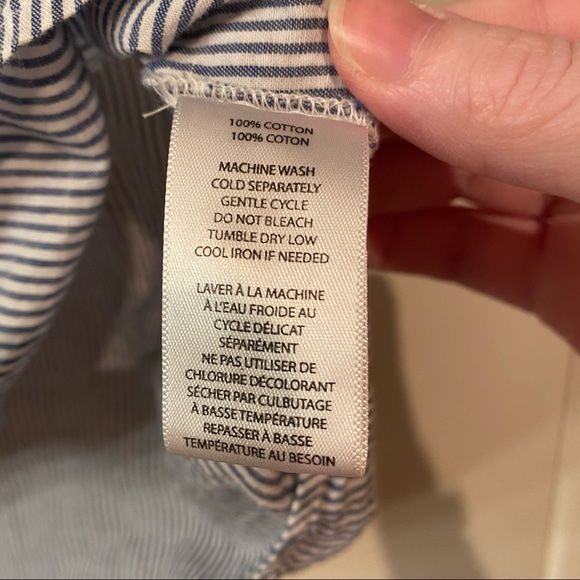 100% COTTON
100% COTON
MACHINE WASH
COLD SEPARATELY
GENTLE CYCLE
DO NOT BLEACH
TUMBLE DRY LOW
COOL IRON IF NEEDED
LAVER À LA MACHINE
À L'EAU FROIDE AU
CYCLE DÉLICAT
SÉPARÉMENT
NE PAS UTILISER DE
CHLORURE DÉCOLORANT
SÉCHER PAR CULBUTAGE
À BASSE TEMPÉRATURE
REPASSER À BASSE
TEMPÉRATURE AU BESOIN